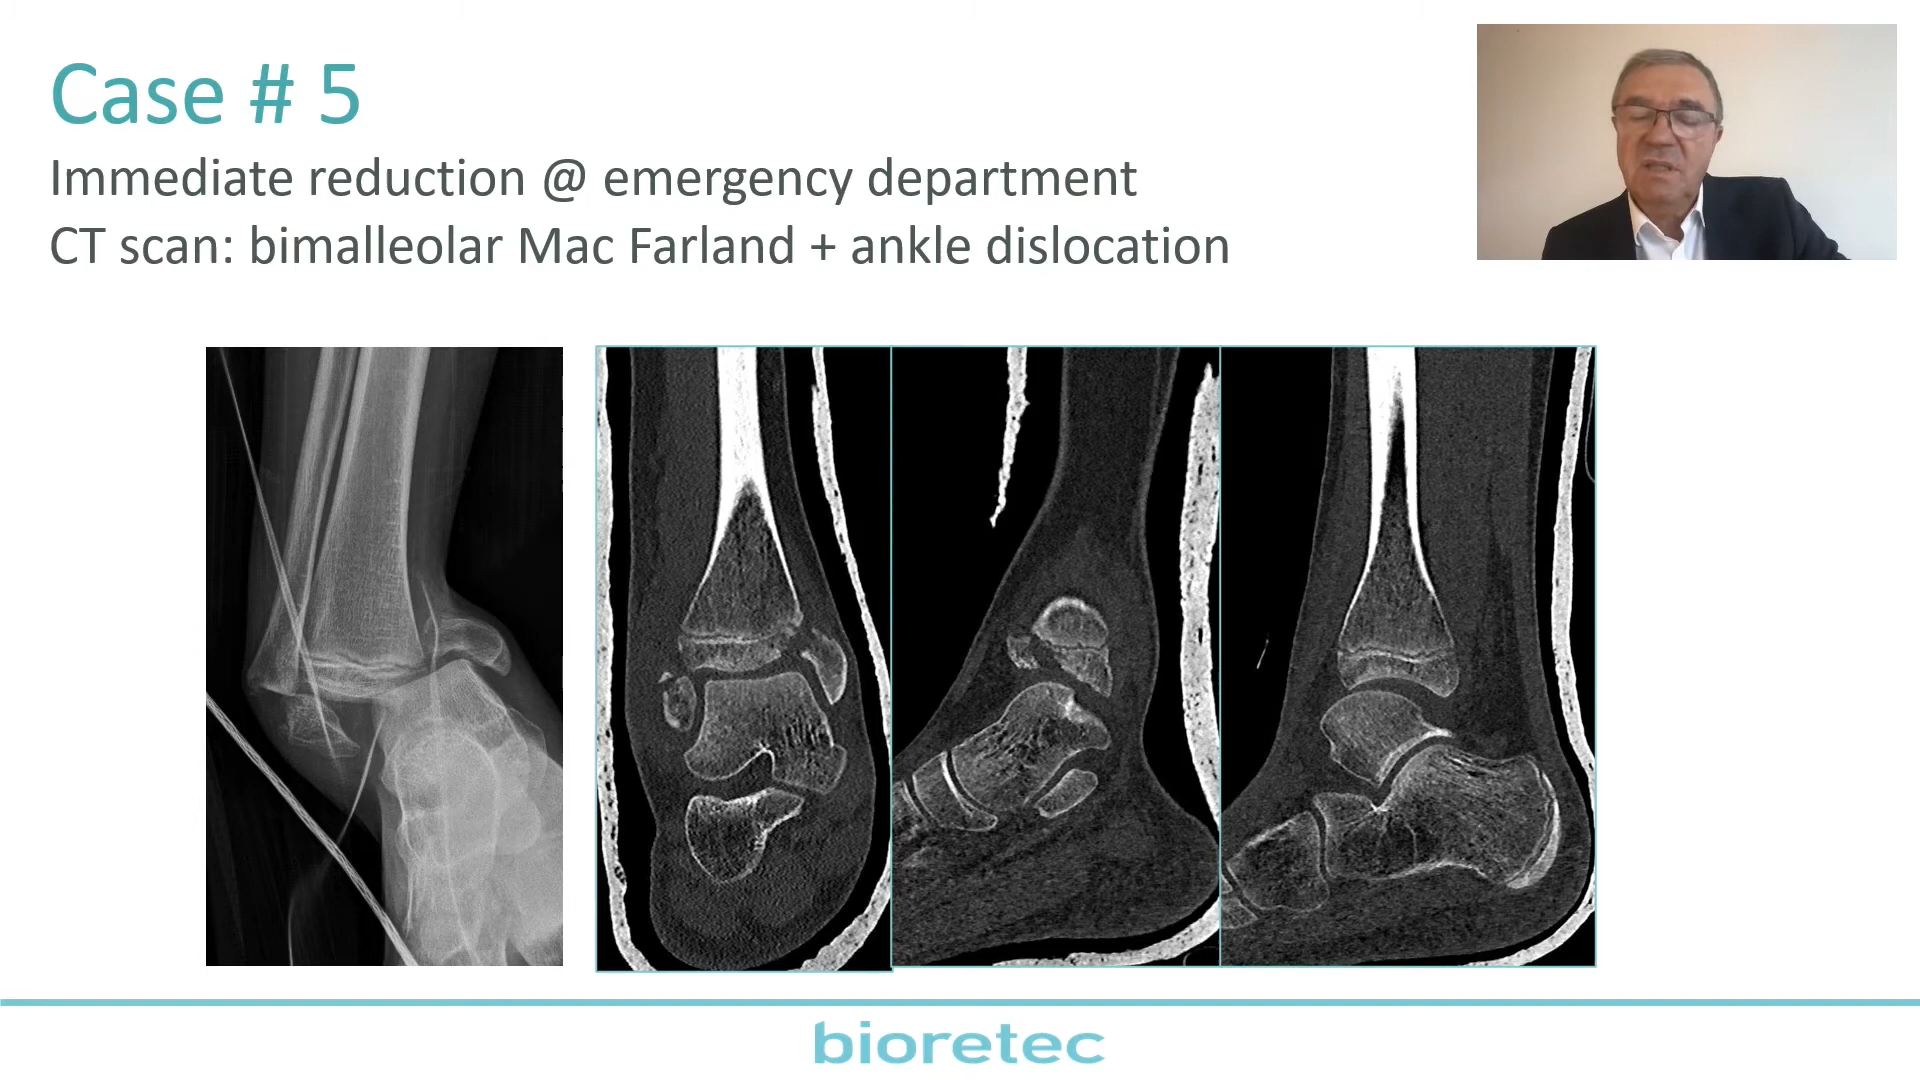 Case # 5
Immediate reduction @ emergency department
CT scan: bimalleolar Mac Farland + ankle dislocation
bioretec